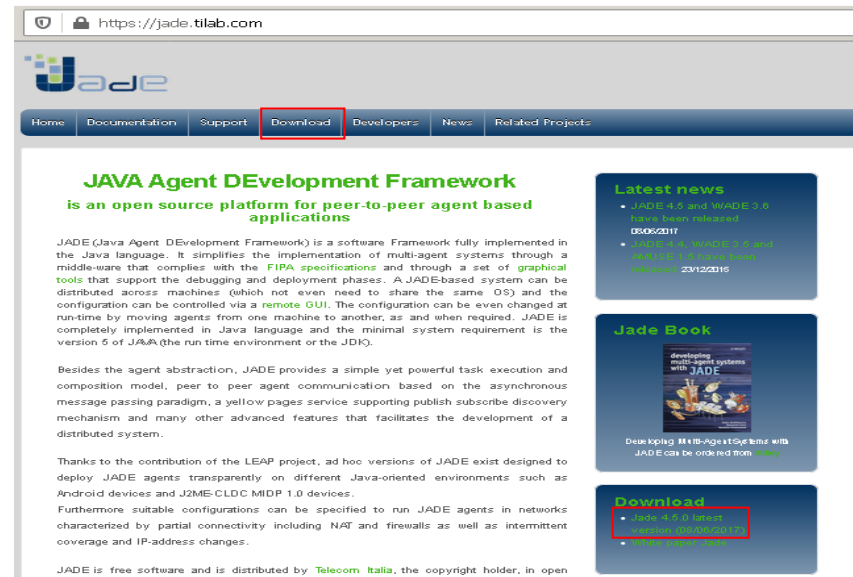 https://jade.tilab.com
Jade
Home Documentation Support Download Developers News Related Projects
JAVA Agent DEvelopment Framework
is an open source platform for peer-to-peer agent based
applications
JADE (Java Agent DEvelopment Framework) is a software Framework fully implemented in
the Java language. It simplifies the implementation of multi-agent systems through a
middle-ware that complies with the FIPA specifications and through a set of graphical
tools that support the debugging and deployment phases. A JADE-based system can be
distributed across machines (which not even need to share the same OS) and the
configuration can be controlled via a remote GUI. The configuration can be even changed at
run-time by moving agents from one machine to another, as and when required. JADE is
completely implemented in Java language and the minimal system requirement is the
version 5 of JAVA (the run time environment or the JDK).
Besides the agent abstraction, JADE provides a simple yet powerful task execution and
composition model, peer to peer agent communication based on the asynchronous
message passing paradigm, a yellow pages service supporting publish subscribe discovery
mechanism and many other advanced features that facilitates the development of a
distributed system.
Thanks to the contribution of the LEAP project, ad hoc versions of JADE exist designed to
deploy JADE agents transparently on different Java-oriented environments such as
Android devices and J2ME-CLDC MIDP 1.0 devices.
Furthermore suitable configurations can be specified to run JADE agents in networks
characterized by partial connectivity including NAT and firewalls as well as intermittent
coverage and IP-address changes.
JADE is free software and is distributed by Telecom Italia, the copyright holder, in open
Latest news
JADE 4.5 and WADE 3.6
have been released
08/06/2017
JADE 4.4, WADE 3.5 and
AMUSE 1.5 have been
released 23/12/2015
Jade Book
developing
multi-agent systems
with JADE
Developing Multi-Agent Systems with
JADE can be ordered from
Download
Jade 4.5.0 latest
version (08/06/2017)
White paper Jade